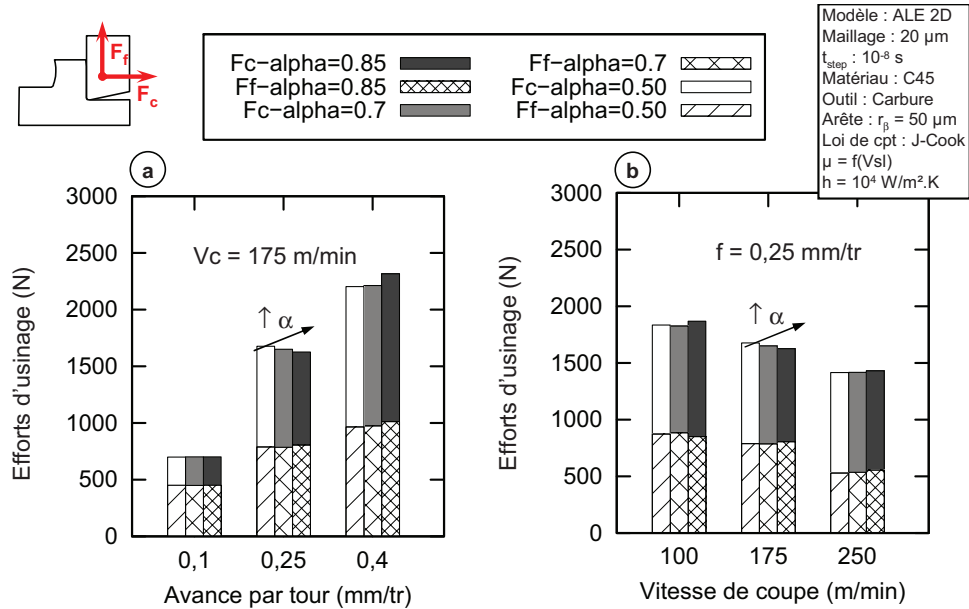 F_f
F_c
Fc−alpha=0.85
Ff−alpha=0.85
Fc−alpha=0.7
Ff−alpha=0.7
Fc−alpha=0.50
Ff−alpha=0.50
Modèle : ALE 2D
Maillage : 20 µm
t_step : 10⁻⁸ s
Matériau : C45
Outil : Carbure
Arête : r_β = 50 µm
Loi de cpt : J-Cook
µ = f(Vsl)
h = 10⁴ W/m².K
a
Efforts d'usinage (N)
3000
2500
2000
1500
1000
500
0
Vc = 175 m/min
↑ α
0,1 0,25 0,4
Avance par tour (mm/tr)
b
Efforts d'usinage (N)
3000
2500
2000
1500
1000
500
0
f = 0,25 mm/tr
↑ α
100 175 250
Vitesse de coupe (m/min)